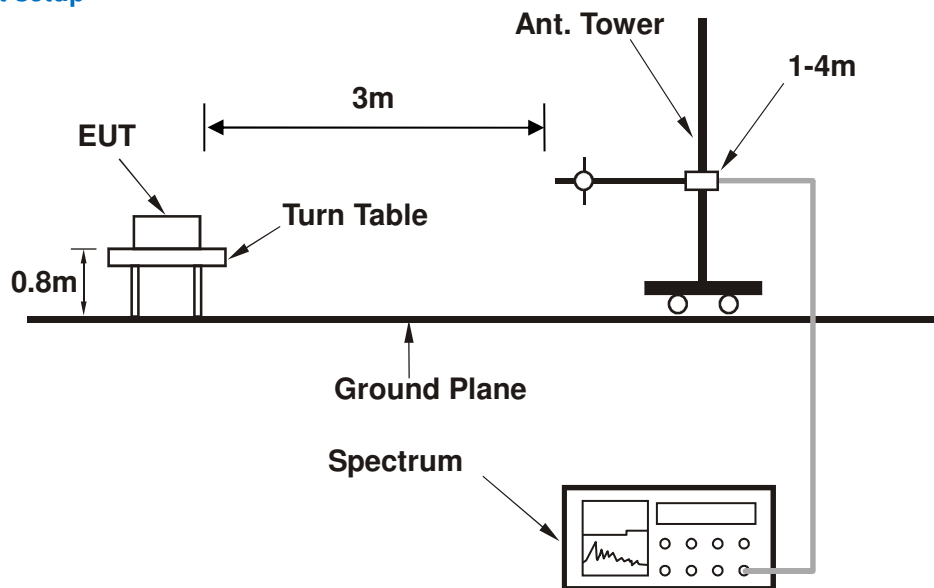 Ant. Tower
1-4m
3m
EUT
Turn Table
0.8m
Ground Plane
Spectrum